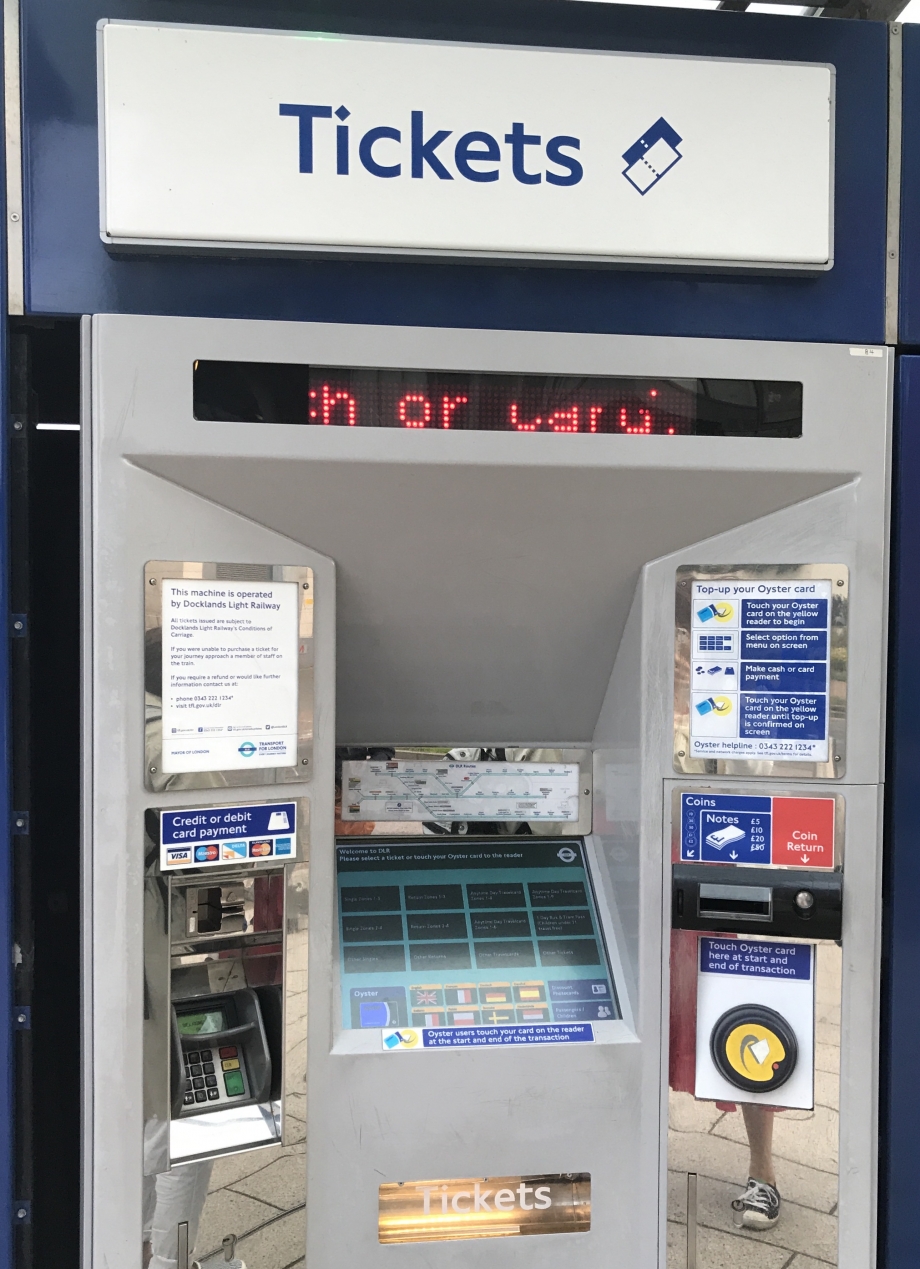 Tickets
B4
h or
This machine is operated
by Docklands Light Railway
All tickets issued are subject to
Docklands Light Railway's Conditions of
Carriage.
If you were unable to purchase a ticket for
your journey approach a member of staff on
the train.
If you require a refund or would like further
information contact us at:
• phone 0343 222 1234*
• visit tfl.gov.uk/dlr
MAYOR OF LONDON
TRANSPORT
FOR LONDON
Top-up your Oyster card
Touch your Oyster
card on the yellow
reader to begin
Select option from
menu on screen
Make cash or card
payment
Touch your Oyster
card on the yellow
reader until top-up
is confirmed on
screen
Oyster helpline : 0343 222 1234*
Credit or debit
card payment
VISA
Welcome to DLR
Please select a ticket or touch your Oyster card to the reader
Oyster
Oyster users touch your card on the reader
at the start and end of the transaction
Coins
Notes
£5
£10
£20
Coin
Return
Touch Oyster card
here at start and
end of transaction
Tickets